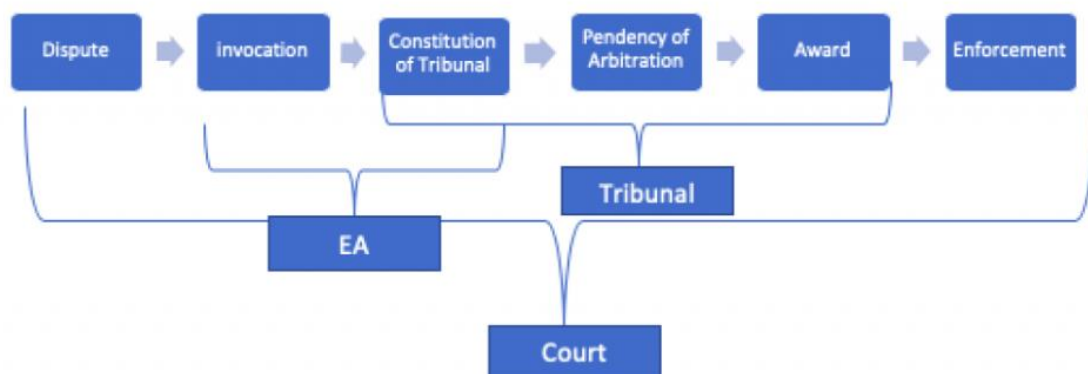 Dispute
invocation
Constitution
of Tribunal
Pendency of
Arbitration
Award
Enforcement
Tribunal
EA
Court